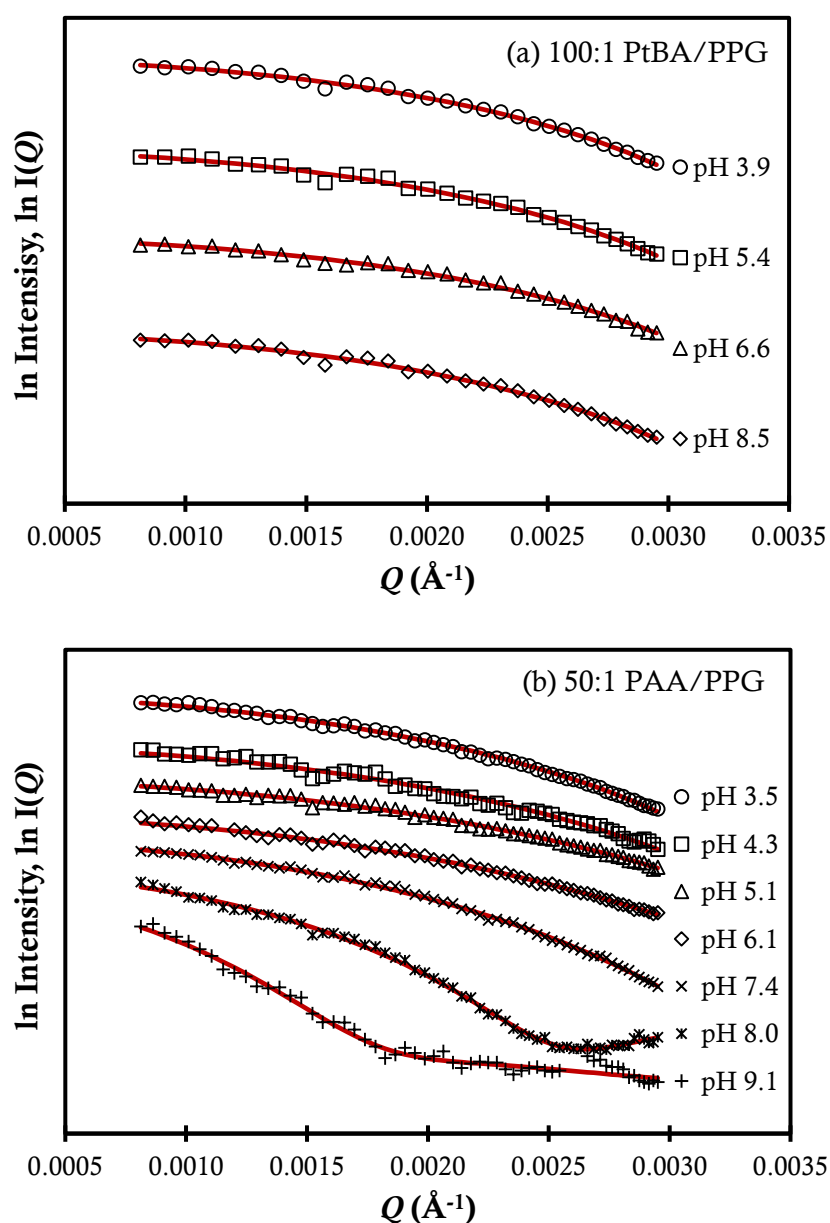 (a) 100:1 PtBA/PPG
ln Intensisy, ln I(Q)
pH 3.9
pH 5.4
pH 6.6
pH 8.5
0.0005 0.0010 0.0015 0.0020 0.0025 0.0030 0.0035
Q (Å-1)
(b) 50:1 PAA/PPG
ln Intensity, ln I(Q)
pH 3.5
pH 4.3
pH 5.1
pH 6.1
pH 7.4
pH 8.0
pH 9.1
0.0005 0.0010 0.0015 0.0020 0.0025 0.0030 0.0035
Q (Å-1)